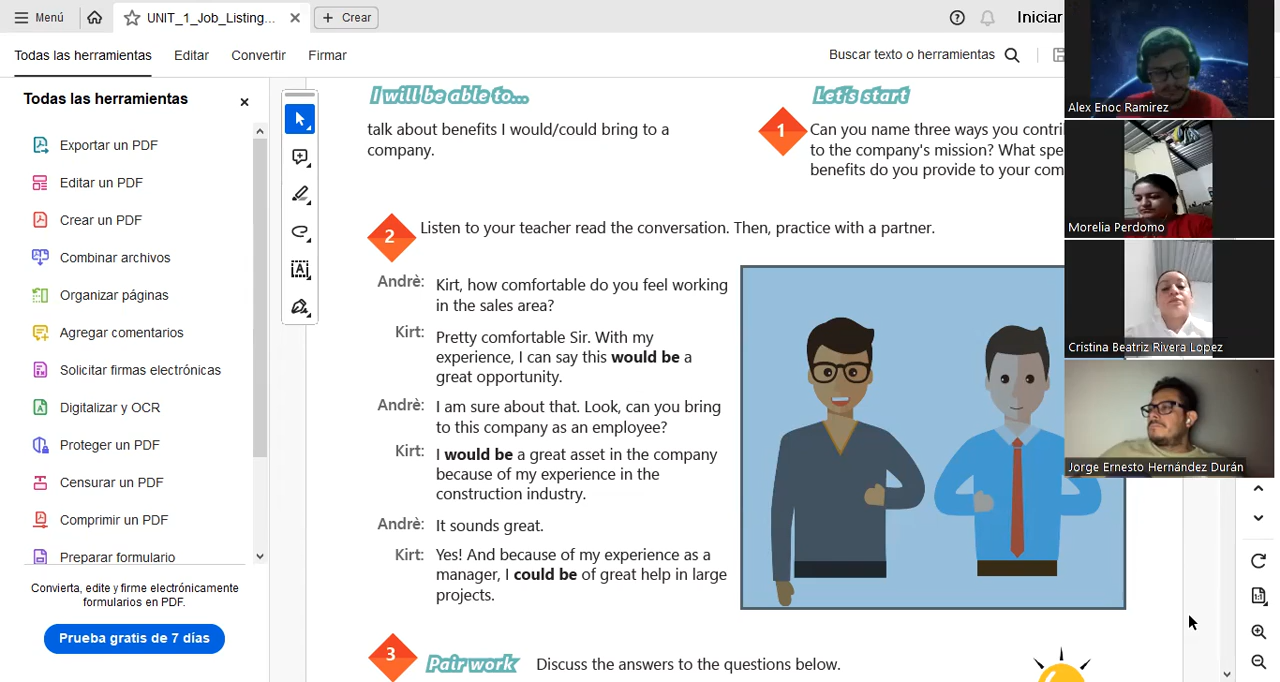 Menú
UNIT_1_Job_Listing...
Crear
Iniciar
Todas las herramientas
Editar
Convertir
Firmar
Buscar texto o herramientas
Todas las herramientas
Exportar un PDF
Editar un PDF
Crear un PDF
Combinar archivos
Organizar páginas
Agregar comentarios
Solicitar firmas electrónicas
Digitalizar y OCR
Proteger un PDF
Censurar un PDF
Comprimir un PDF
Preparar formulario
Convierta, edite y firme electrónicamente
formularios en PDF.
Prueba gratis de 7 días
I will be able to...
talk about benefits I would/could bring to a
company.
Let's start
1
Can you name three ways you contri
to the company's mission? What spe
benefits do you provide to your com
2
Listen to your teacher read the conversation. Then, practice with a partner.
Andrè: Kirt, how comfortable do you feel working
in the sales area?
Kirt: Pretty comfortable Sir. With my
experience, I can say this would be a
great opportunity.
Andrè: I am sure about that. Look, can you bring
to this company as an employee?
Kirt: I would be a great asset in the company
because of my experience in the
construction industry.
Andrè: It sounds great.
Kirt: Yes! And because of my experience as a
manager, I could be of great help in large
projects.
3
Pair work
Discuss the answers to the questions below.
Alex Enoc Ramirez
Morelia Perdomo
Cristina Beatriz Rivera Lopez
Jorge Ernesto Hernández Durán